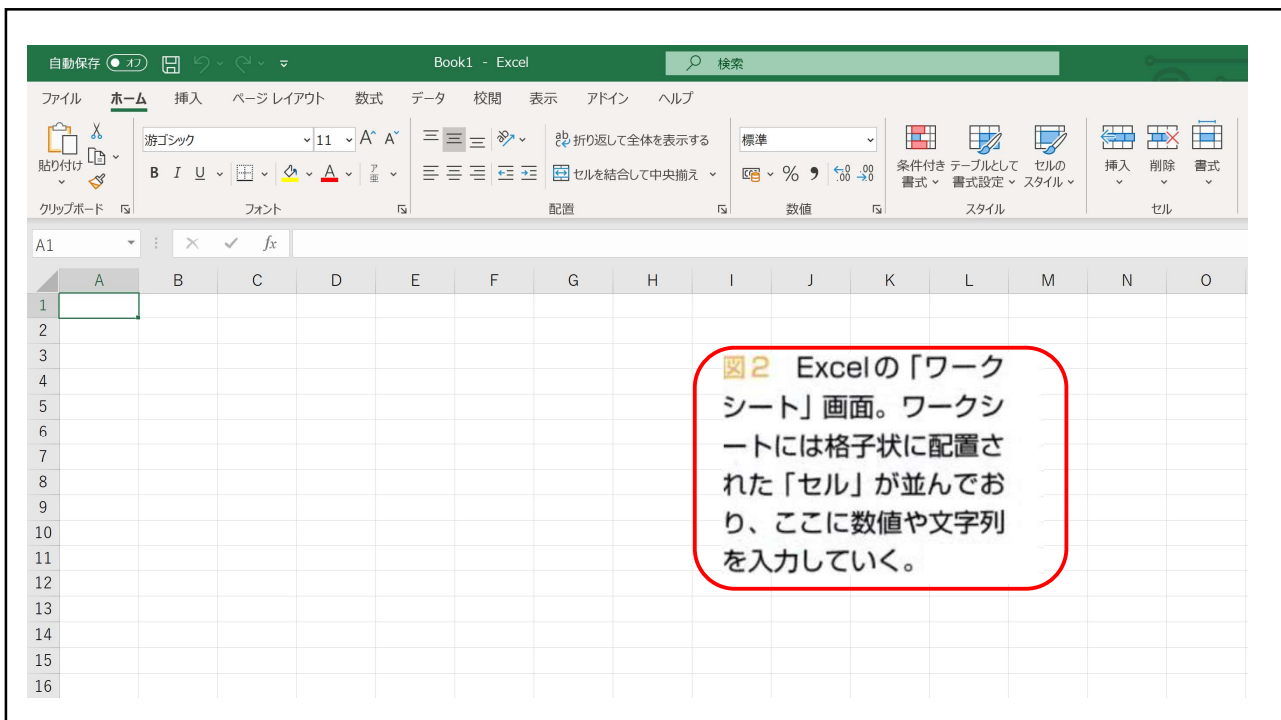 自動保存 オフ Book1 - Excel 検索
ファイル ホーム 挿入 ページ レイアウト 数式 データ 校閲 表示 アドイン ヘルプ
貼り付け 游ゴシック 11 A A ab 折り返して全体を表示する 標準 条件付き書式 テーブルとして書式設定 セルのスタイル 挿入 削除 書式
B I U A ア亜 セルを結合して中央揃え % 9 .00 .00
クリップボード フォント 配置 数値 スタイル セル
A1 fx
A B C D E F G H I J K L M N O
1
2
3
4
5
6
7
8
9
10
11
12
13
14
15
16
図2 Excelの「ワーク
シート」画面。ワークシ
ートには格子状に配置さ
れた「セル」が並んでお
り、ここに数値や文字列
を入力していく。